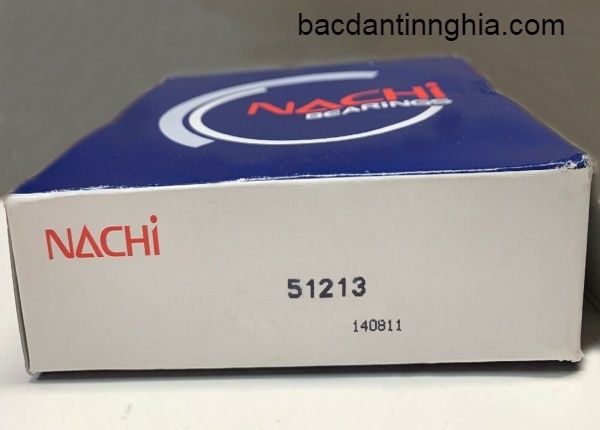 bacdantinnghia.com
NACHi
BEARINGS
NACHi
51213
140811